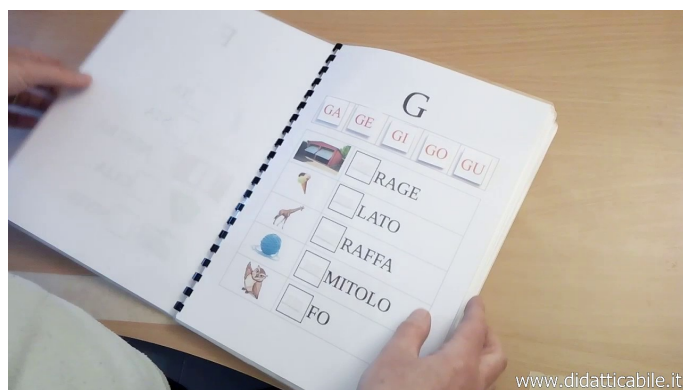 G
GA GE GI GO GU
RAGE
LATO
RAFFA
MITOLO
FO
www.didatticabile.it